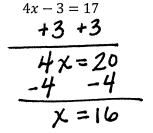 4x − 3 = 17
+3 +3
4x = 20
-4 -4
x = 16